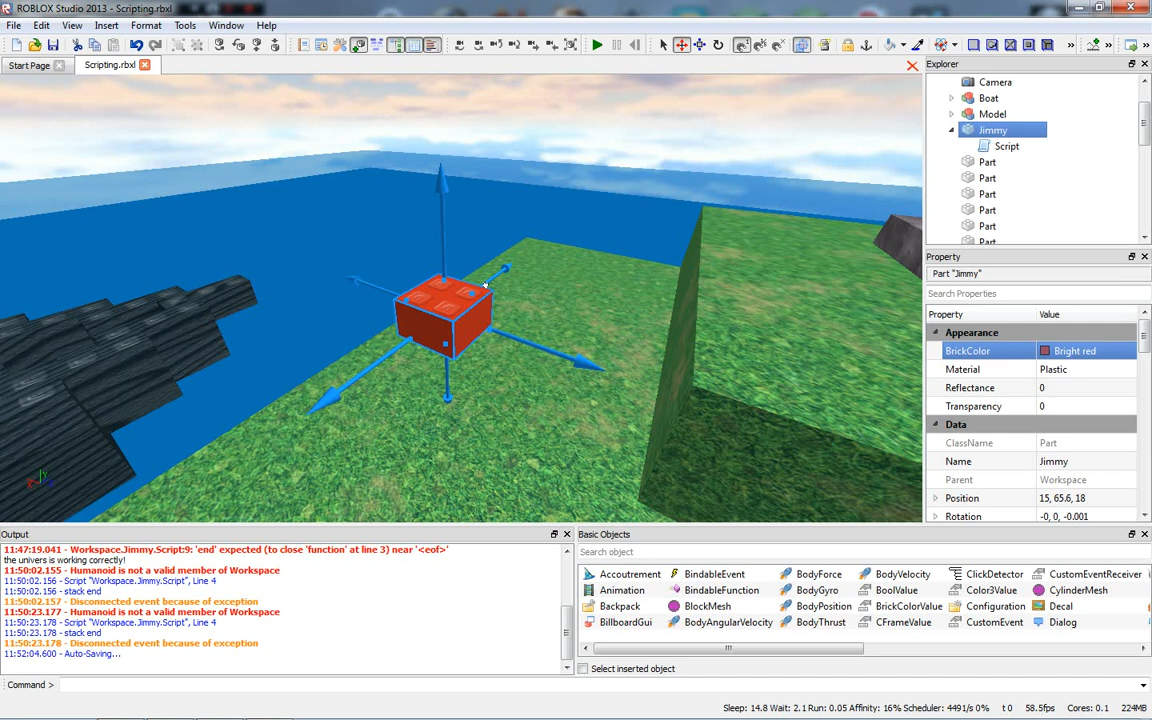 ROBLOX Studio 2013 - Scripting.rbxl
File Edit View Insert Format Tools Window Help
Start Page Scripting.rbxl
Explorer
Camera
Boat
Model
Jimmy
Script
Part
Part
Part
Part
Part
Part
Property
Part "Jimmy"
Search Properties
Property Value
Appearance
BrickColor Bright red
Material Plastic
Reflectance 0
Transparency 0
Data
ClassName Part
Name Jimmy
Parent Workspace
Position 15, 65.6, 18
Rotation -0, 0, -0.001
Output
11:47:19.041 - Workspace.Jimmy.Script:9: 'end' expected (to close 'function' at line 3) near '<eof>'
the univers is working correctly!
11:50:02.155 - Humanoid is not a valid member of Workspace
11:50:02.156 - Script "Workspace.Jimmy.Script", Line 4
11:50:02.156 - stack end
11:50:02.157 - Disconnected event because of exception
11:50:23.177 - Humanoid is not a valid member of Workspace
11:50:23.178 - Script "Workspace.Jimmy.Script", Line 4
11:50:23.178 - stack end
11:50:23.178 - Disconnected event because of exception
11:52:04.600 - Auto-Saving...
Basic Objects
Search object
Accoutrement BindableEvent BodyForce BodyVelocity ClickDetector CustomEventReceiver
Animation BindableFunction BodyGyro BoolValue Color3Value CylinderMesh
Backpack BlockMesh BodyPosition BrickColorValue Configuration Decal
BillboardGui BodyAngularVelocity BodyThrust CFrameValue CustomEvent Dialog
Select inserted object
Command >
Sleep: 14.8 Wait: 2.1 Run: 0.05 Affinity: 16% Scheduler: 4491/s 0% t 0 58.5fps Cores: 0.1 224MB